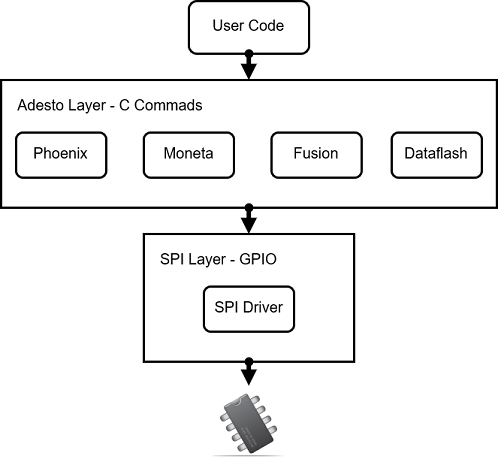 User Code
Adesto Layer - C Commads
Phoenix
Moneta
Fusion
Dataflash
SPI Layer - GPIO
SPI Driver